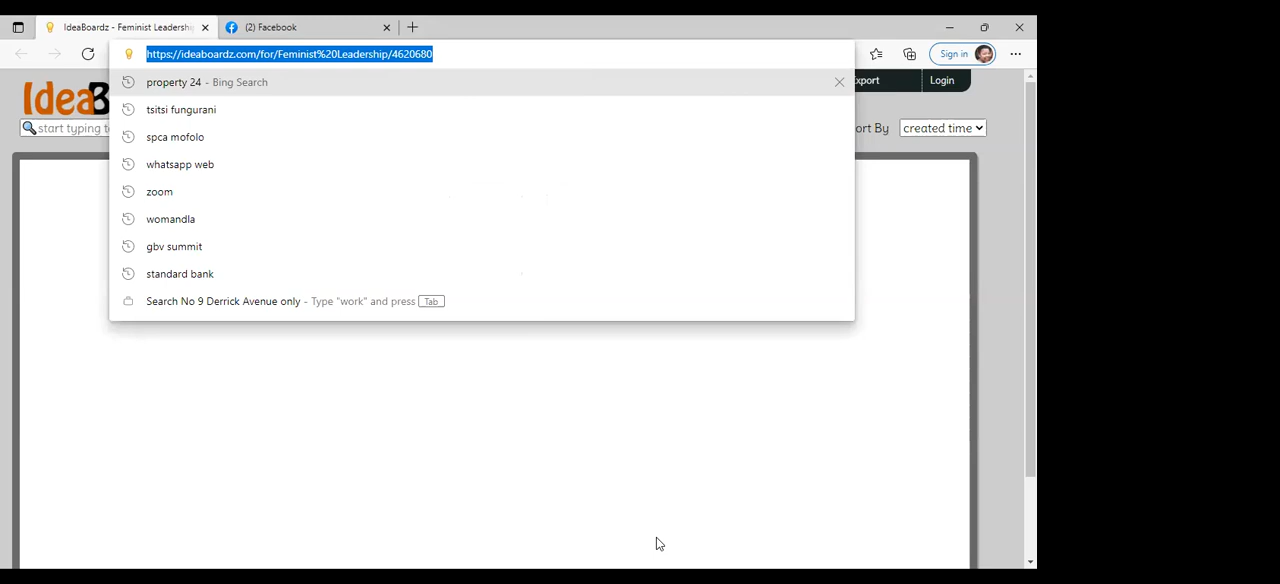 IdeaBoardz - Feminist Leadershi
(2) Facebook
https://ideaboardz.com/for/Feminist%20Leadership/4620680
Sign in
property 24 - Bing Search
IdeaB
xport
Login
tsitsi fungurani
start typing t
ort By
created time
spca mofolo
whatsapp web
zoom
womandla
gbv summit
standard bank
Search No 9 Derrick Avenue only - Type "work" and press Tab